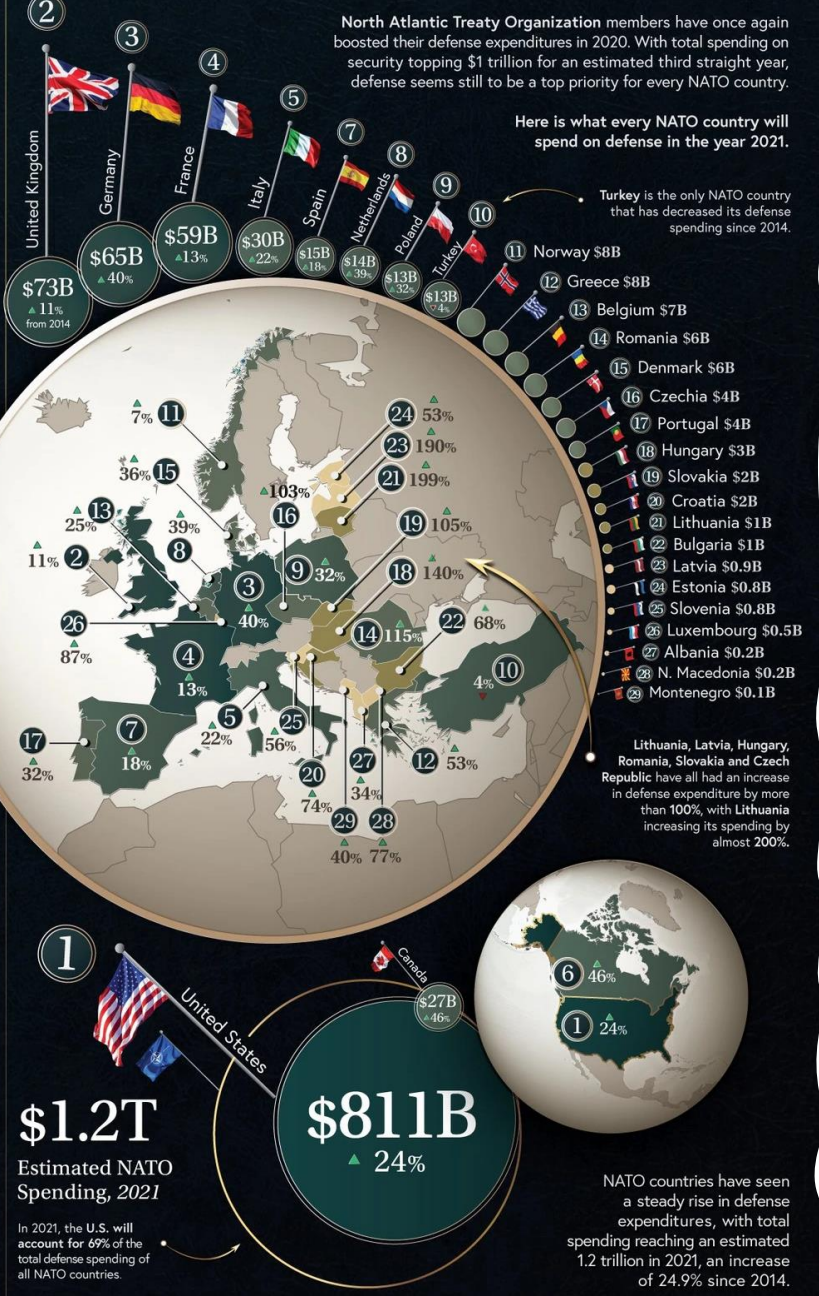 North Atlantic Treaty Organization members have once again
boosted their defense expenditures in 2020. With total spending on
security topping $1 trillion for an estimated third straight year,
defense seems still to be a top priority for every NATO country.
Here is what every NATO country will
spend on defense in the year 2021.
Turkey is the only NATO country
that has decreased its defense
spending since 2014.
2
United Kingdom
$73B
11%
from 2014
3
Germany
$65B
40%
4
France
$59B
13%
5
Italy
$30B
22%
7
Spain
$15B
18%
8
Netherlands
$14B
39%
9
Poland
$13B
32%
10
Turkey
$13B
4%
11 Norway $8B
12 Greece $8B
13 Belgium $7B
14 Romania $6B
15 Denmark $6B
16 Czechia $4B
17 Portugal $4B
18 Hungary $3B
19 Slovakia $2B
20 Croatia $2B
21 Lithuania $1B
22 Bulgaria $1B
23 Latvia $0.9B
24 Estonia $0.8B
25 Slovenia $0.8B
26 Luxembourg $0.5B
27 Albania $0.2B
28 N. Macedonia $0.2B
29 Montenegro $0.1B
7% 11
24 53%
23 190%
21 199%
36% 15
103%
16
19 105%
25% 13
39%
8
11% 2
3
40%
9 32%
18 140%
26
87%
14 115%
22
68%
4
13%
10
4%
17
32%
7
18%
5
22%
25
56%
20
74%
27
34%
12 53%
29
40%
28
77%
Lithuania, Latvia, Hungary,
Romania, Slovakia and Czech
Republic have all had an increase
in defense expenditure by more
than 100%, with Lithuania
increasing its spending by
almost 200%.
6 46%
1 24%
1
United States
$811B
24%
Canada
$27B
46%
$1.2T
Estimated NATO
Spending, 2021
In 2021, the U.S. will
account for 69% of the
total defense spending of
all NATO countries.
NATO countries have seen
a steady rise in defense
expenditures, with total
spending reaching an estimated
1.2 trillion in 2021, an increase
of 24.9% since 2014.